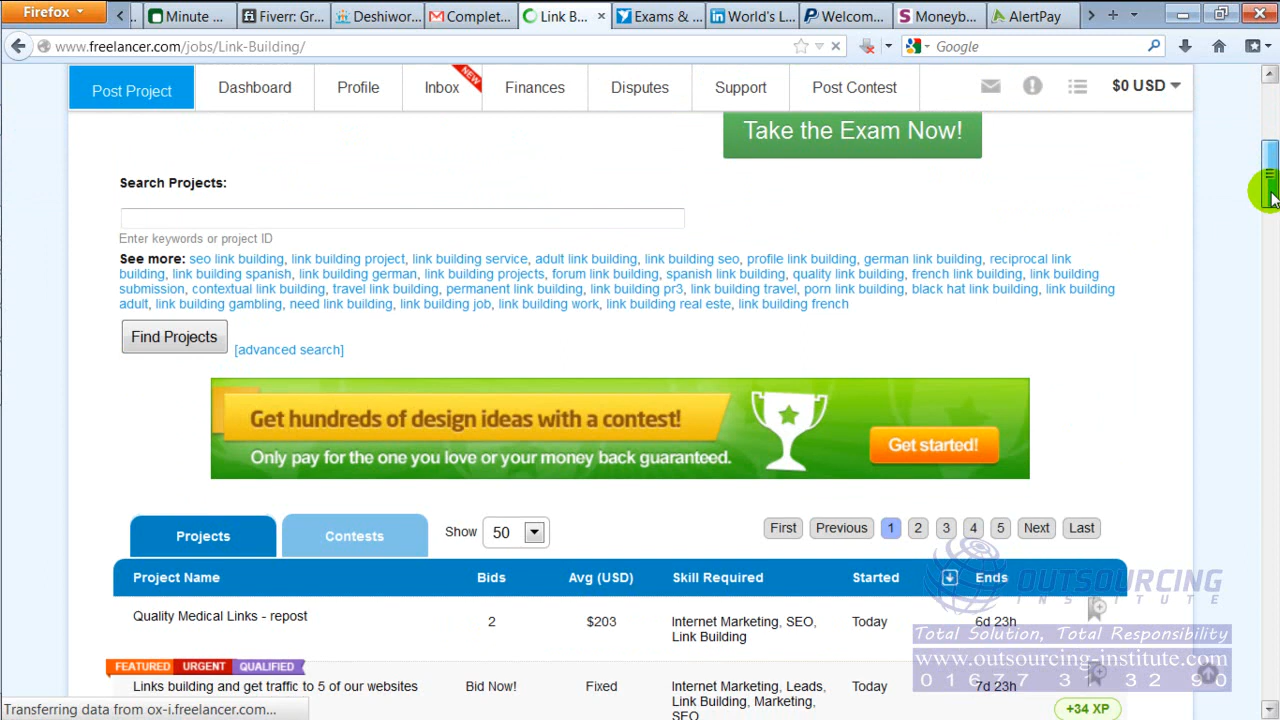 Firefox
Minute ...
Fiverr: Gr...
Deshiwor...
Complet...
Link B...
Exams & ...
World's L...
Welcom...
Moneyb...
AlertPay
www.freelancer.com/jobs/Link-Building/
Google
Post Project
Dashboard
Profile
Inbox
NEW
Finances
Disputes
Support
Post Contest
$0 USD
Take the Exam Now!
Search Projects:
Enter keywords or project ID
See more: seo link building, link building project, link building service, adult link building, link building seo, profile link building, german link building, reciprocal link
building, link building spanish, link building german, link building projects, forum link building, spanish link building, quality link building, french link building, link building
submission, contextual link building, travel link building, permanent link building, link building pr3, link building travel, porn link building, black hat link building, link building
adult, link building gambling, need link building, link building job, link building work, link building real este, link building french
Find Projects
[advanced search]
Get hundreds of design ideas with a contest!
Only pay for the one you love or your money back guaranteed.
Get started!
Projects
Contests
Show 50
First Previous 1 2 3 4 5 Next Last
Project Name Bids Avg (USD) Skill Required Started Ends
OUTSOURCING
INSTITUTE
Quality Medical Links - repost 2 $203 Internet Marketing, SEO, Today 6d 23h
Link Building
Total Solution, Total Responsibility
www.outsourcing-institute.com
FEATURED URGENT QUALIFIED
Links building and get traffic to 5 of our websites Bid Now! Fixed Internet Marketing, Leads, Today 7d 23h
Link Building, Marketing,
SEO
+34 XP
Transferring data from ox-i.freelancer.com...